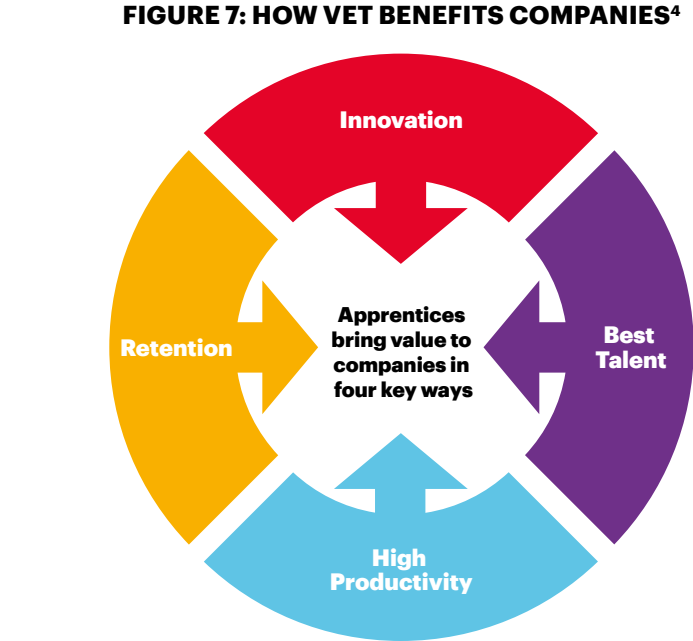 FIGURE 7: HOW VET BENEFITS COMPANIES⁴
Innovation
Retention
Apprentices
bring value to
companies in
four key ways
Best
Talent
High
Productivity